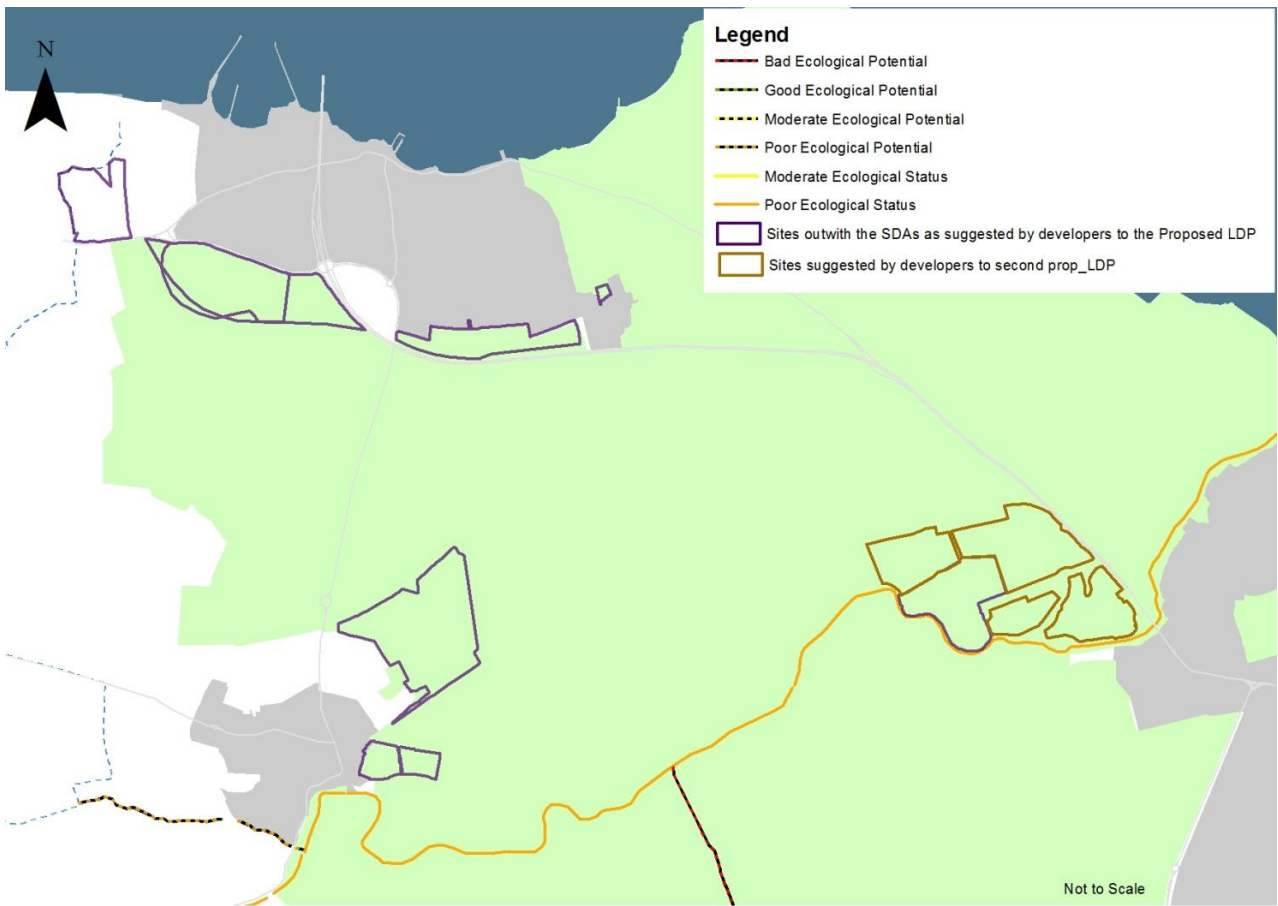 N
Legend
Bad Ecological Potential
Good Ecological Potential
Moderate Ecological Potential
Poor Ecological Potential
Moderate Ecological Status
Poor Ecological Status
Sites outwith the SDAs as suggested by developers to the Proposed LDP
Sites suggested by developers to second prop_LDP
Not to Scale